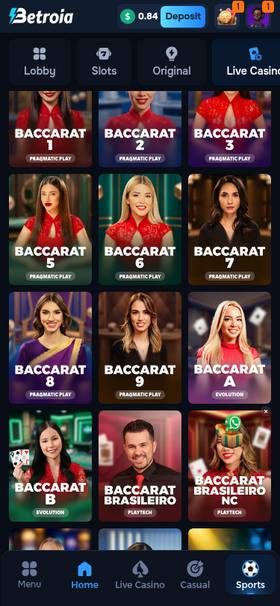 Betroia
$ 0.84 Deposit
1
1
Lobby
Slots
Original
Live Casino
BACCARAT
1
PRAGMATIC PLAY
BACCARAT
2
PRAGMATIC PLAY
BACCARAT
3
PRAGMATIC PLAY
BACCARAT
5
PRAGMATIC PLAY
BACCARAT
6
PRAGMATIC PLAY
BACCARAT
7
PRAGMATIC PLAY
BACCARAT
8
PRAGMATIC PLAY
BACCARAT
9
PRAGMATIC PLAY
BACCARAT
A
EVOLUTION
BACCARAT
B
EVOLUTION
BACCARAT
BRASILEIRO
PLAYTECH
BACCARAT
BRASILEIRO
NC
PLAYTECH
Menu
Home
Live Casino
Casual
Sports